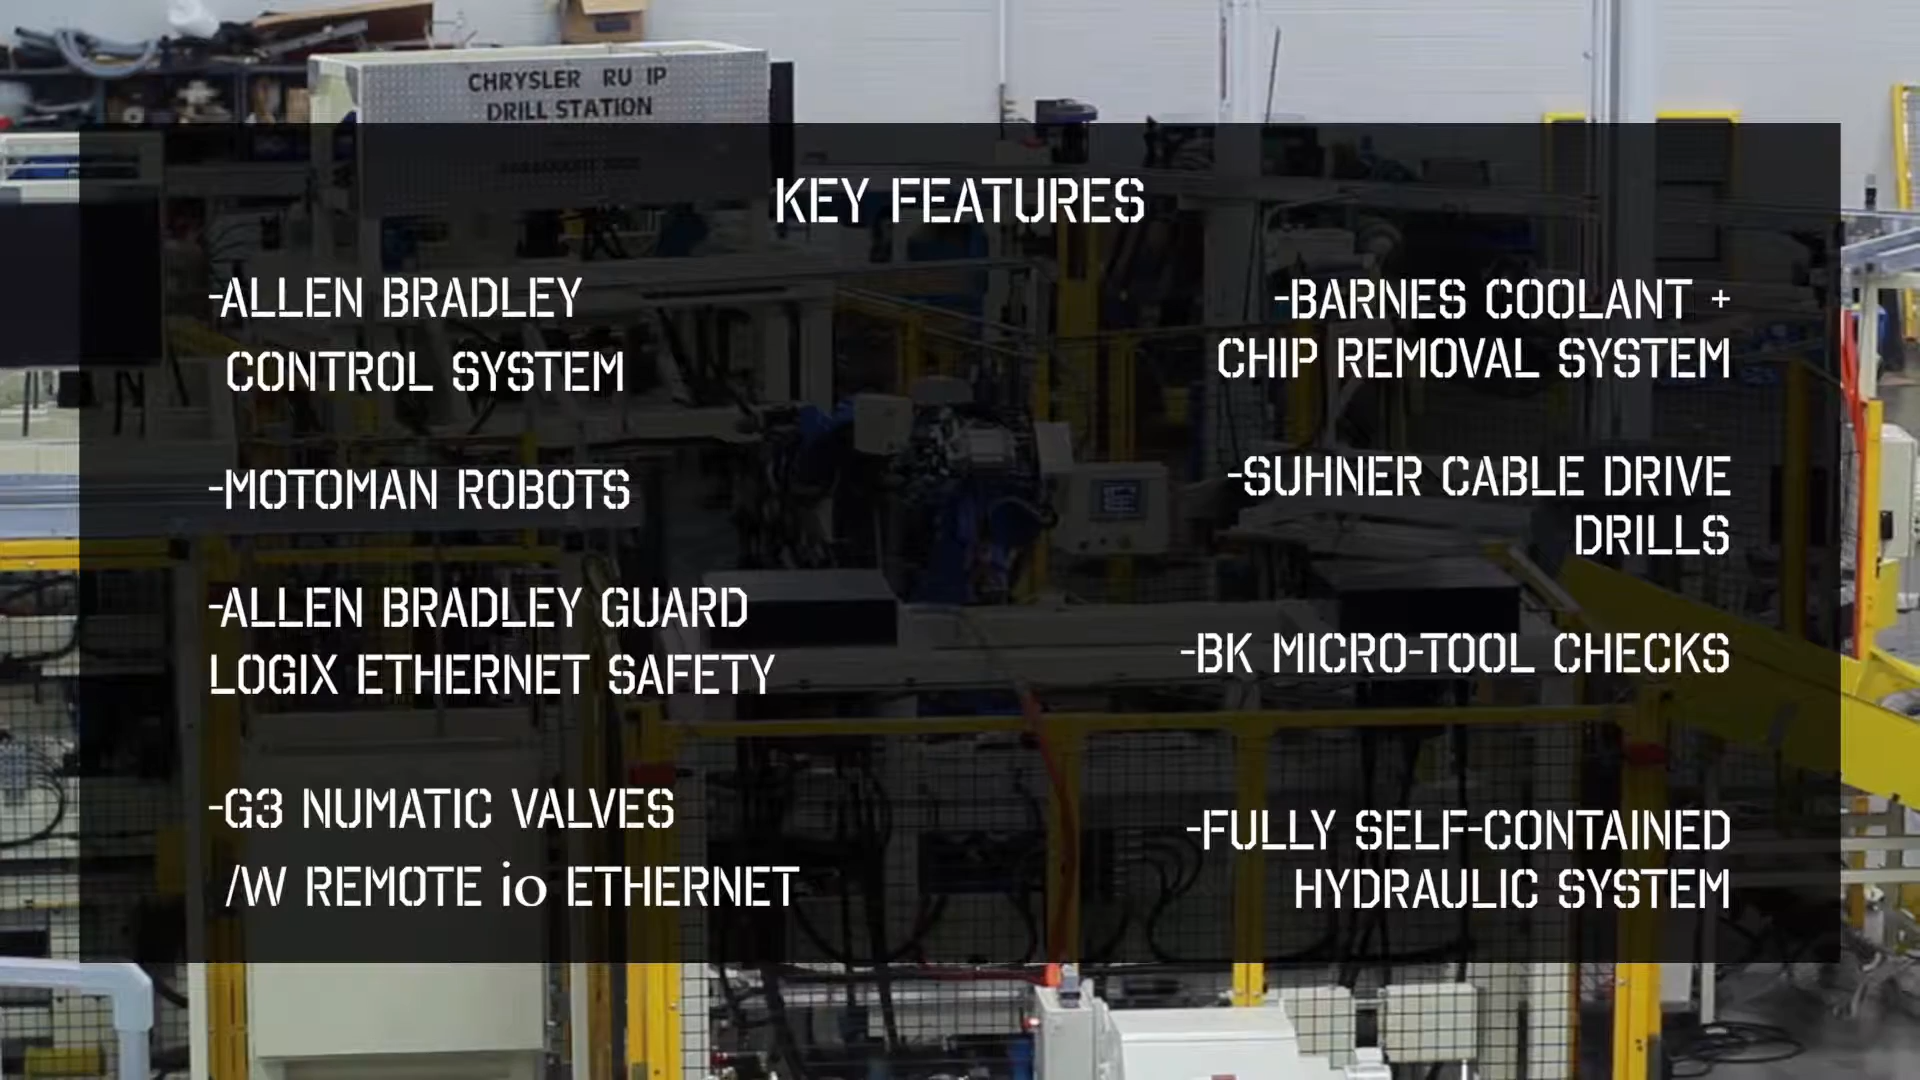 CHRYSLER RU IP
DRILL STATION
KEY FEATURES
-ALLEN BRADLEY
CONTROL SYSTEM
-MOTOMAN ROBOTS
-ALLEN BRADLEY GUARD
LOGIX ETHERNET SAFETY
-G3 NUMATIC VALVES
/W REMOTE io ETHERNET
-BARNES COOLANT +
CHIP REMOVAL SYSTEM
-SUHNER CABLE DRIVE
DRILLS
-BK MICRO-TOOL CHECKS
-FULLY SELF-CONTAINED
HYDRAULIC SYSTEM